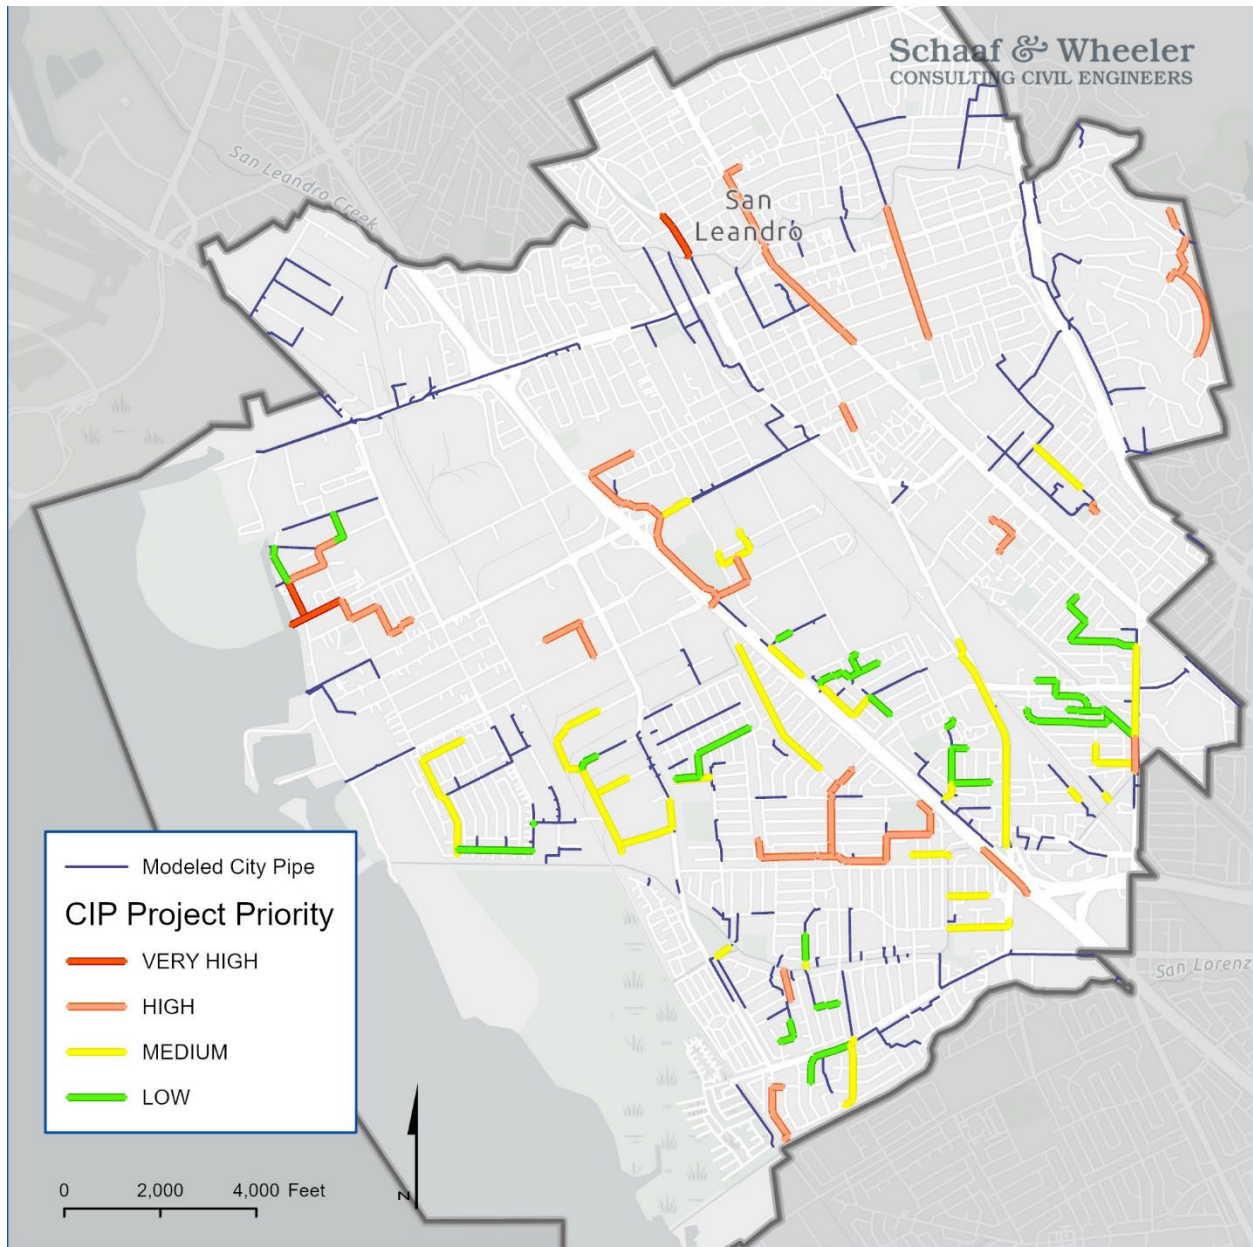 Schaaf & Wheeler
CONSULTING CIVIL ENGINEERS
San Leandro Creek
San
Leandro
San Lorenz
Modeled City Pipe
CIP Project Priority
VERY HIGH
HIGH
MEDIUM
LOW
0 2,000 4,000 Feet
N